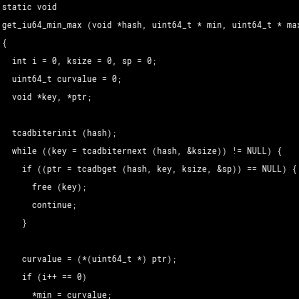 static void
get_iu64_min_max (void *hash, uint64_t * min, uint64_t *
{
int i = 0, ksize = 0, sp = 0;
uint64_t curvalue = 0;
void *key, *ptr;
tcadbiterinit (hash);
while ((key = tcadbiternext (hash, &ksize)) != NULL) {
if ((ptr = tcadbget (hash, key, ksize, &sp)) == NULL) {
free (key);
continue;
}
curvalue = (*(uint64_t *) ptr);
if (i++ == 0)
*min = curvalue;